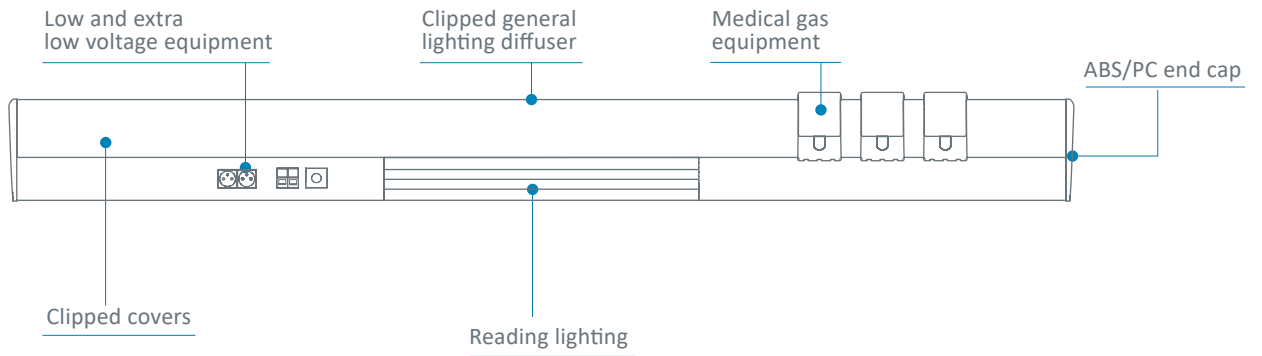 Low and extra
low voltage equipment
Clipped general
lighting diffuser
Medical gas
equipment
ABS/PC end cap
Clipped covers
Reading lighting